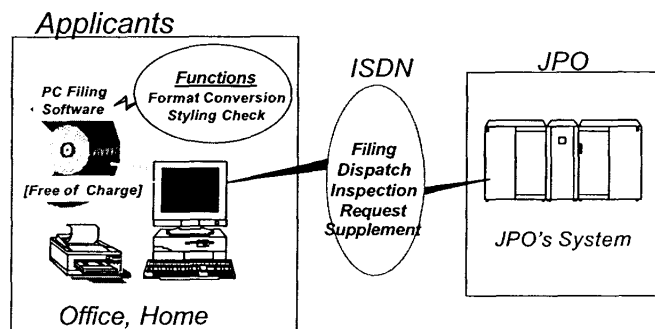 Applicants
PC Filing
Software
Functions
Format Conversion
Styling Check
[Free of Charge]
Office, Home
ISDN
Filing
Dispatch
Inspection
Request
Supplement
JPO
JPO's System